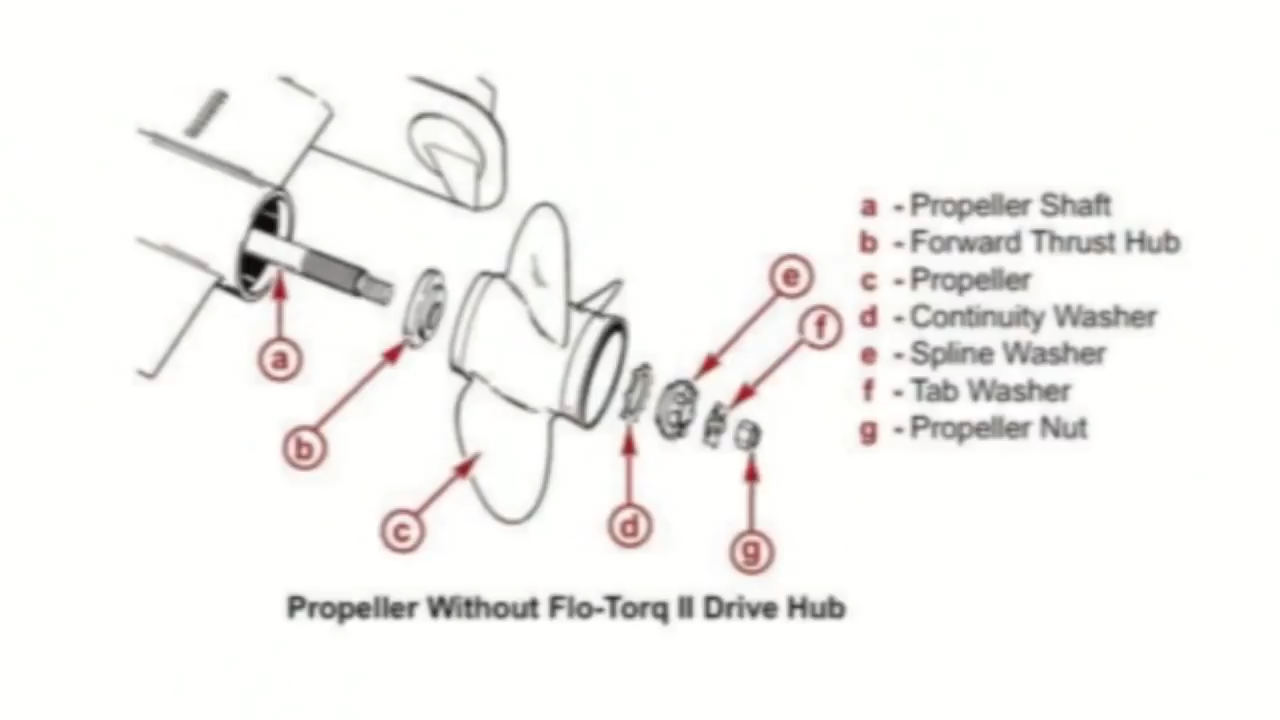 a - Propeller Shaft
b - Forward Thrust Hub
c - Propeller
d - Continuity Washer
e - Spline Washer
f - Tab Washer
g - Propeller Nut
e
f
a
b
c
d
g
Propeller Without Flo-Torq II Drive Hub